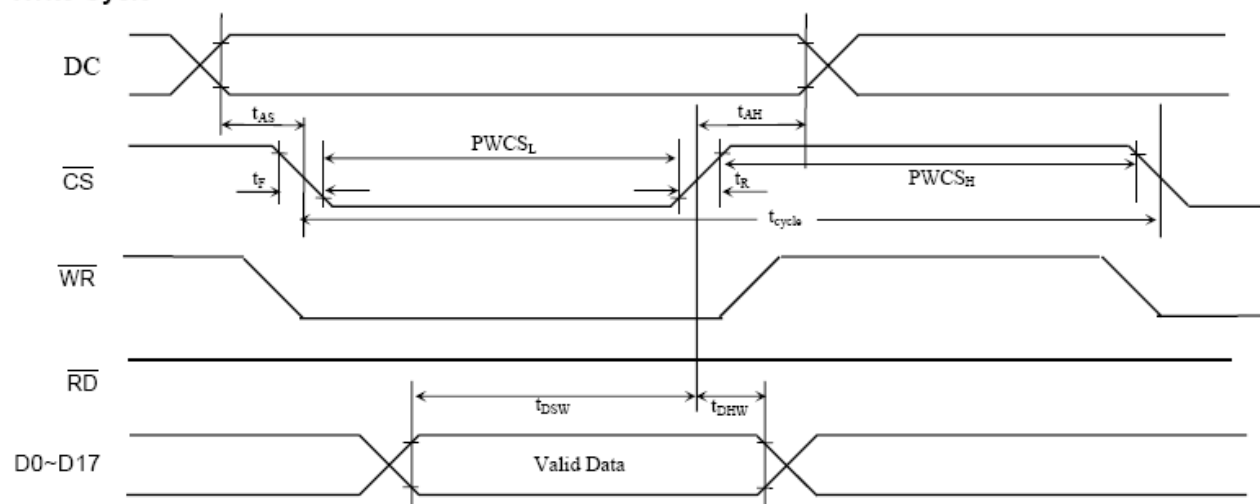 DC
tAS
tAH
CS
PWCSL
tF
tR
PWCSH
tcycle
WR
RD
tDSW
tDHW
D0~D17
Valid Data